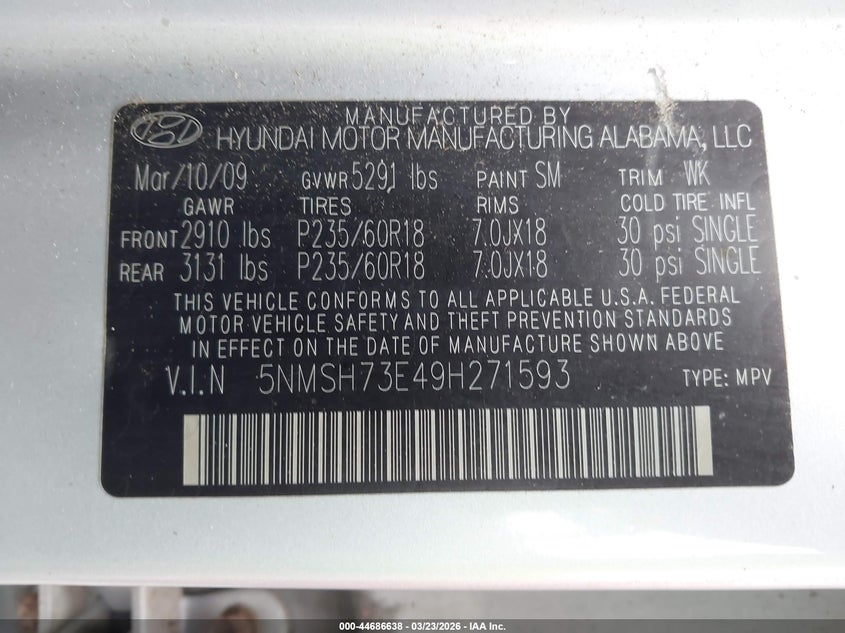 MANUFACTURED BY
HYUNDAI MOTOR MANUFACTURING ALABAMA, LLC
Mar/10/09 GVWR 5291 lbs PAINT SM TRIM WK
GAWR TIRES RIMS COLD TIRE INFL
FRONT 2910 lbs P235/60R18 7.0JX18 30 psi SINGLE
REAR 3131 lbs P235/60R18 7.0JX18 30 psi SINGLE
THIS VEHICLE CONFORMS TO ALL APPLICABLE U.S.A. FEDERAL
MOTOR VEHICLE SAFETY AND THEFT PREVENTION STANDARDS
IN EFFECT ON THE DATE OF MANUFACTURE SHOWN ABOVE
V.I.N 5NMSH73E49H271593 TYPE: MPV
000-44686638 - 03/23/2026 - IAA Inc.